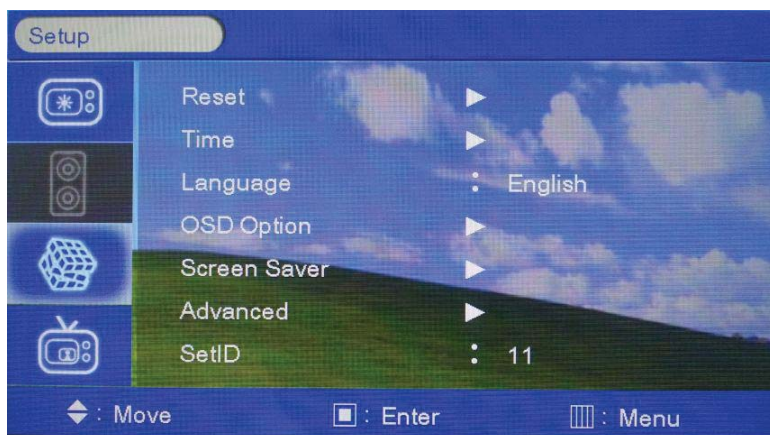 Setup
Reset ▶
Time ▶
Language : English
OSD Option ▶
Screen Saver ▶
Advanced ▶
SetID : 11
: Move : Enter : Menu